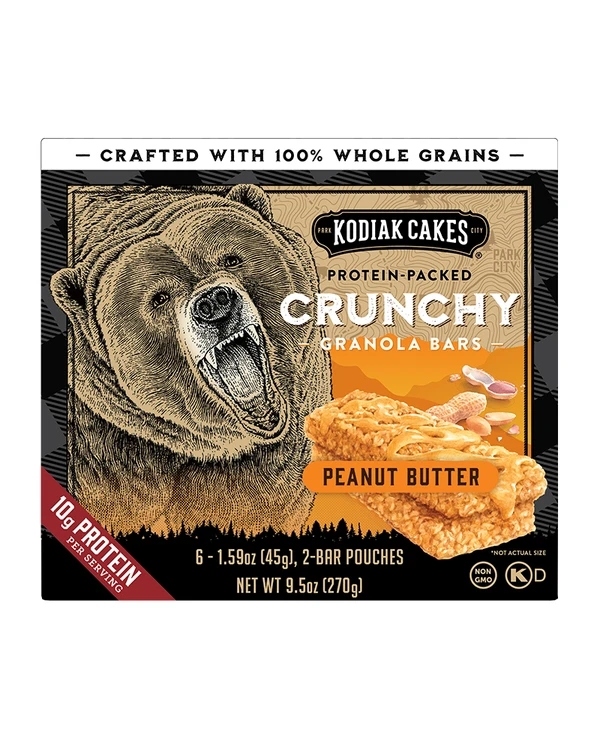 — CRAFTED WITH 100% WHOLE GRAINS —
PARK KODIAK CAKES CITY ®
PARK CITY
PROTEIN-PACKED
CRUNCHY
— GRANOLA BARS —
PEANUT BUTTER
10g PROTEIN
PER SERVING
6 - 1.59oz (45g), 2-BAR POUCHES
NET WT 9.5oz (270g)
*NOT ACTUAL SIZE
NON
GMO
K D